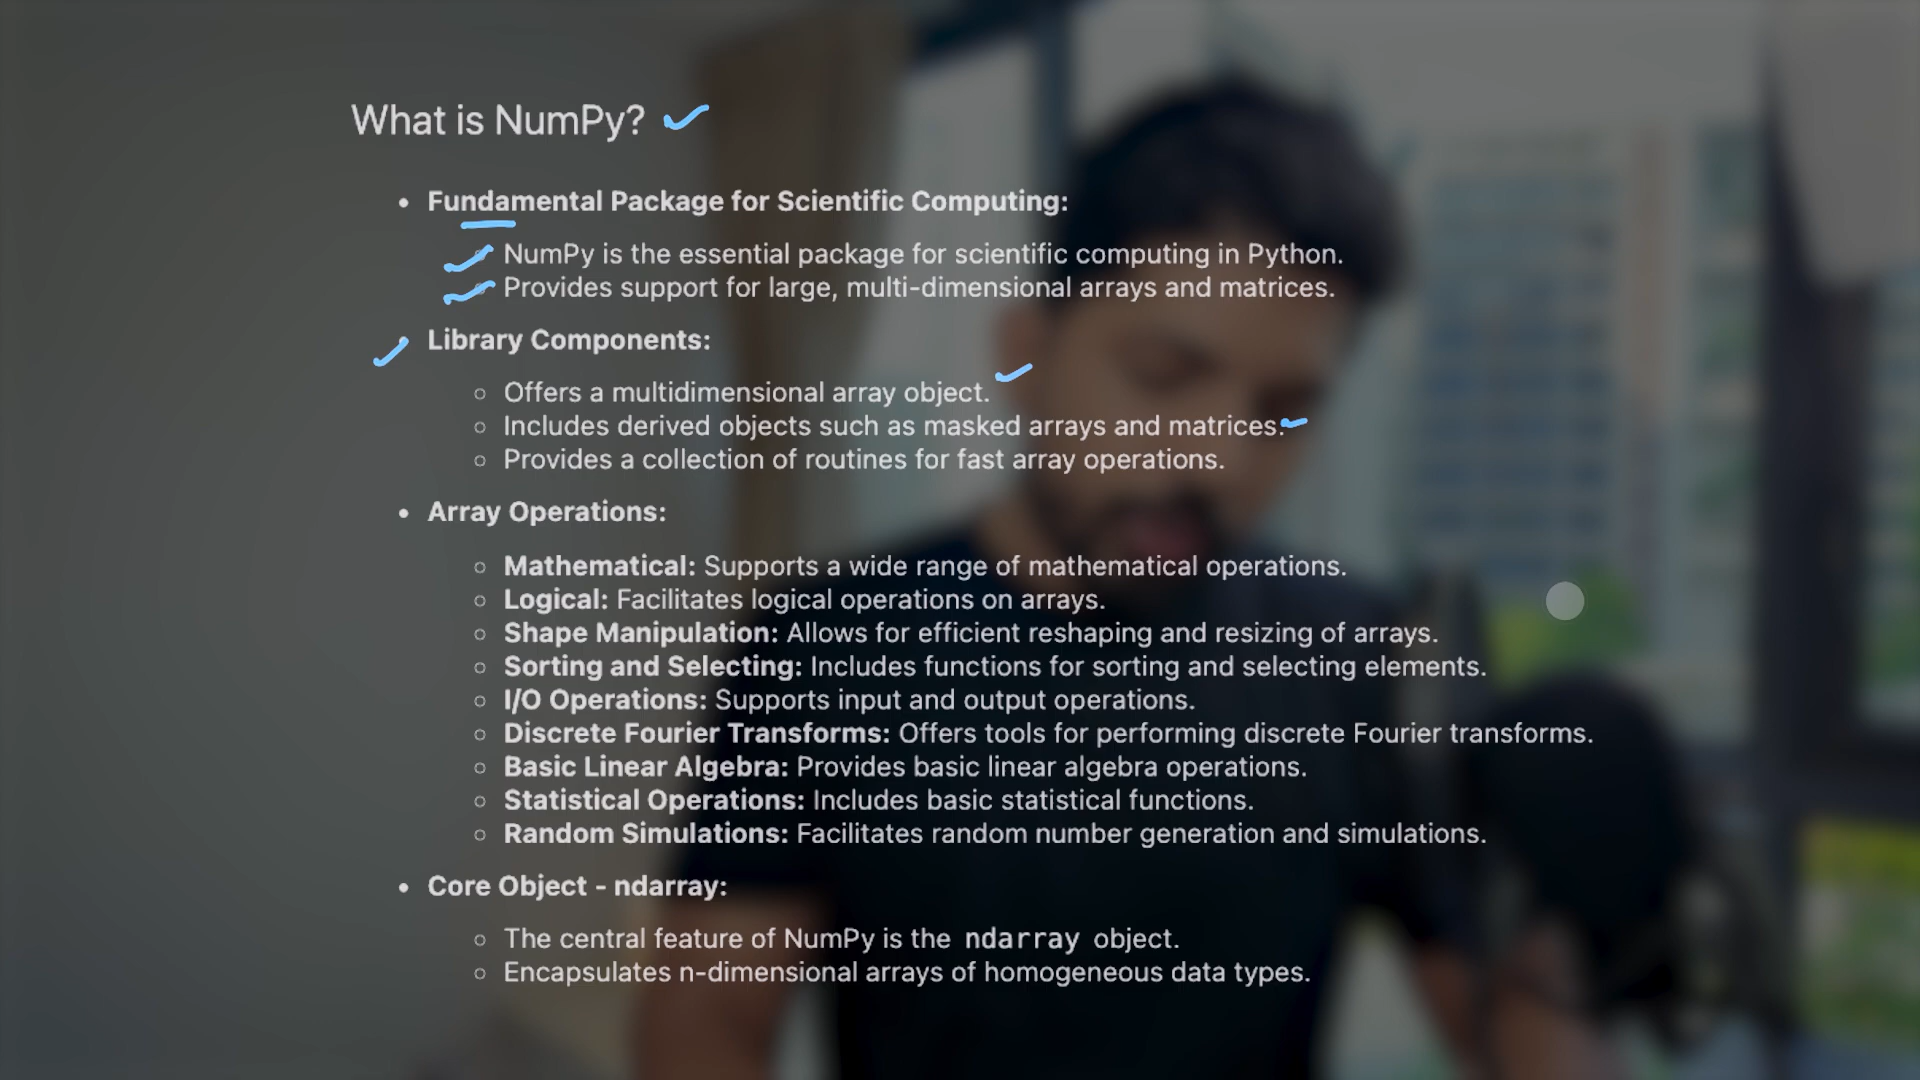 What is NumPy?
Fundamental Package for Scientific Computing:
NumPy is the essential package for scientific computing in Python.
Provides support for large, multi-dimensional arrays and matrices.
Library Components:
Offers a multidimensional array object.
Includes derived objects such as masked arrays and matrices.
Provides a collection of routines for fast array operations.
Array Operations:
Mathematical: Supports a wide range of mathematical operations.
Logical: Facilitates logical operations on arrays.
Shape Manipulation: Allows for efficient reshaping and resizing of arrays.
Sorting and Selecting: Includes functions for sorting and selecting elements.
I/O Operations: Supports input and output operations.
Discrete Fourier Transforms: Offers tools for performing discrete Fourier transforms.
Basic Linear Algebra: Provides basic linear algebra operations.
Statistical Operations: Includes basic statistical functions.
Random Simulations: Facilitates random number generation and simulations.
Core Object - ndarray:
The central feature of NumPy is the ndarray object.
Encapsulates n-dimensional arrays of homogeneous data types.